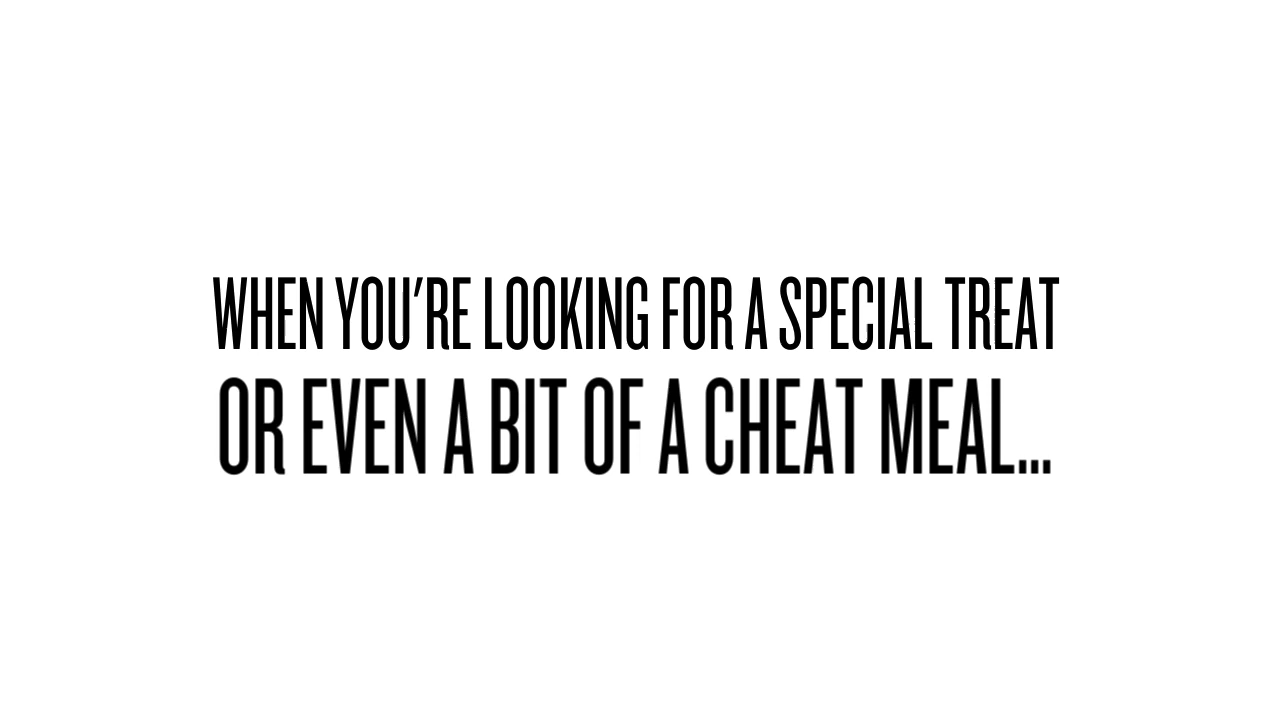 WHEN YOU'RE LOOKING FOR A SPECIAL TREAT
OR EVEN A BIT OF A CHEAT MEAL...